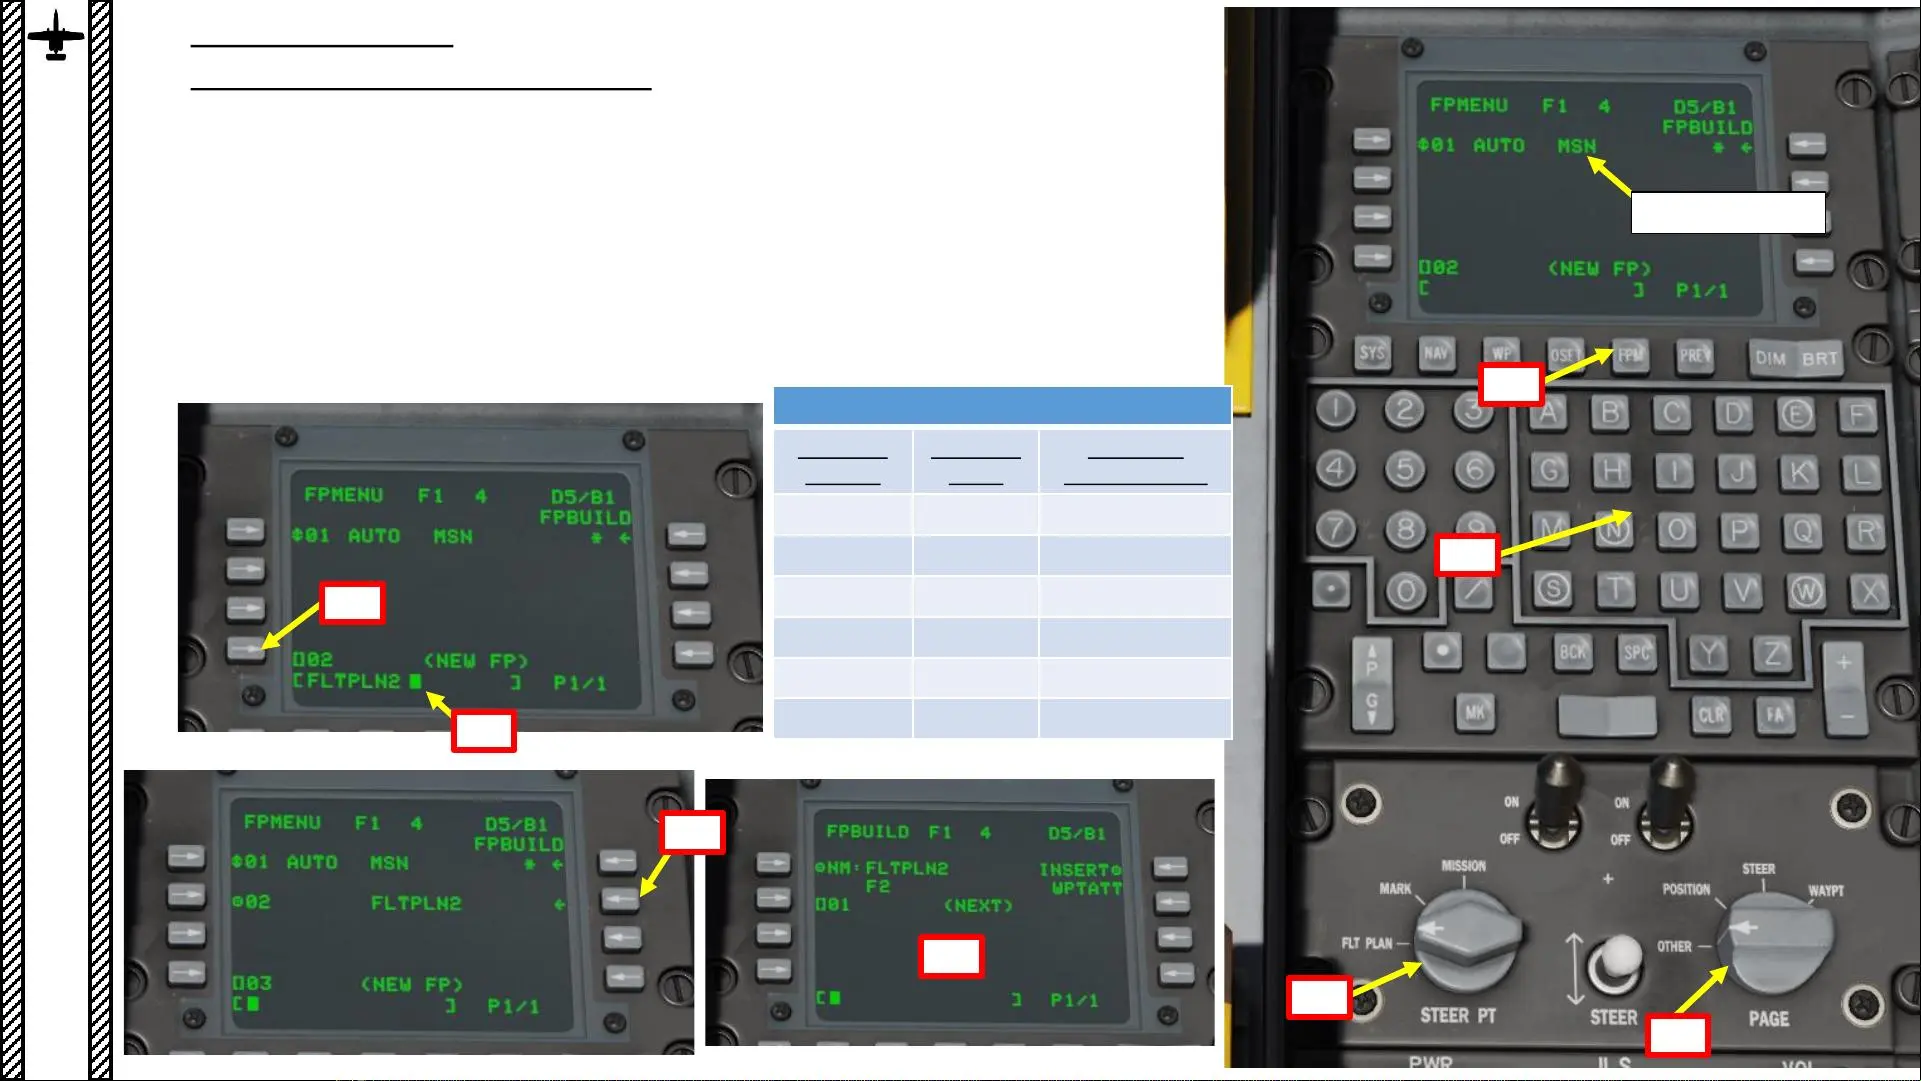 FPMENU F1 4 D5/B1
FPBUILD
01 AUTO MSN * ←
02 (NEW FP)
[ ] P1/1
SYS NAV WP OSET FPM PREV DIM BRT
1 2 3 A B C D E F
4 5 6 G H I J K L
7 8 9 M N O P Q R
0 / S T U V W X
BCK SPC Y Z
P
G
MK CLR FA + -
ON ON
OFF OFF
MISSION STEER
MARK POSITION WAYPT
FLT PLAN OTHER
STEER PT STEER PAGE
PWR
FPMENU F1 4 D5/B1
FPBUILD
01 AUTO MSN * ←
02 (NEW FP)
[FLTPLN2 ] P1/1
FPMENU F1 4 D5/B1
FPBUILD
01 AUTO MSN * ←
02 FLTPLN2 ←
03 (NEW FP)
[ ] P1/1
FPBUILD F1 4 D5/B1
NM:FLTPLN2 INSERT
F2 WPTATT
01 (NEXT)
[ ] P1/1